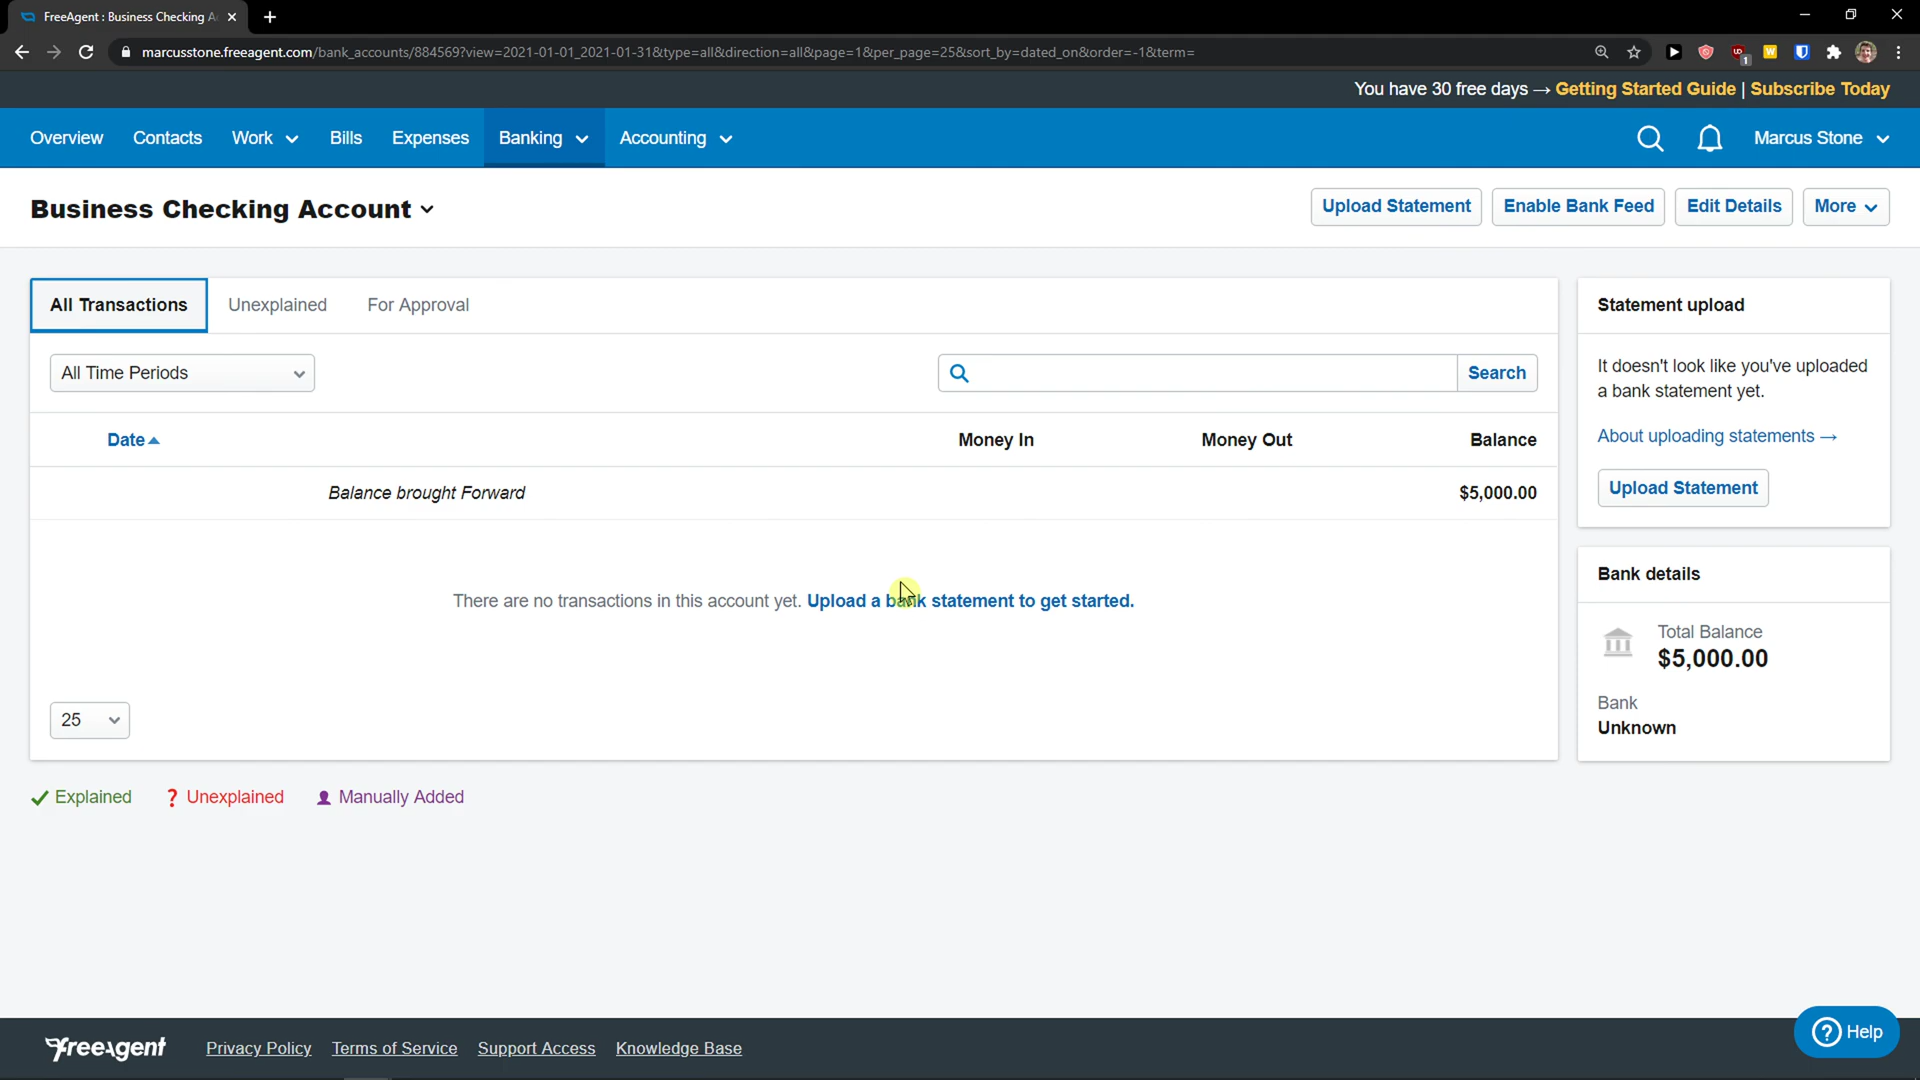 FreeAgent : Business Checking A
marcusstone.freeagent.com/bank_accounts/884569?view=2021-01-01_2021-01-31&type=all&direction=all&page=1&per_page=25&sort_by=dated_on&order=-1&term=
1
You have 30 free days → Getting Started Guide | Subscribe Today
Overview Contacts Work Bills Expenses Banking Accounting Marcus Stone
Business Checking Account
Upload Statement Enable Bank Feed Edit Details More
All Transactions Unexplained For Approval
All Time Periods
Search
Date Money In Money Out Balance
Balance brought Forward $5,000.00
There are no transactions in this account yet. Upload a bank statement to get started.
25
Statement upload
It doesn't look like you've uploaded
a bank statement yet.
About uploading statements →
Upload Statement
Bank details
Total Balance
$5,000.00
Bank
Unknown
Explained ? Unexplained Manually Added
freeagent Privacy Policy Terms of Service Support Access Knowledge Base
? Help